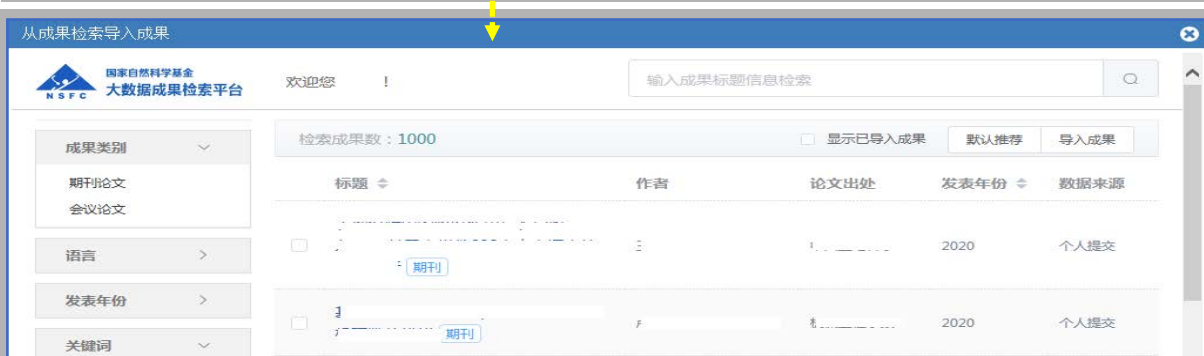 从成果检索导入成果
NSFC
国家自然科学基金
大数据成果检索平台
欢迎您 !
输入成果标题信息检索
成果类别
期刊论文
会议论文
语言
发表年份
关键词
检索成果数：1000
显示已导入成果 默认推荐 导入成果
标题 作者 论文出处 发表年份 数据来源
2020 个人提交
期刊
2020 个人提交
期刊